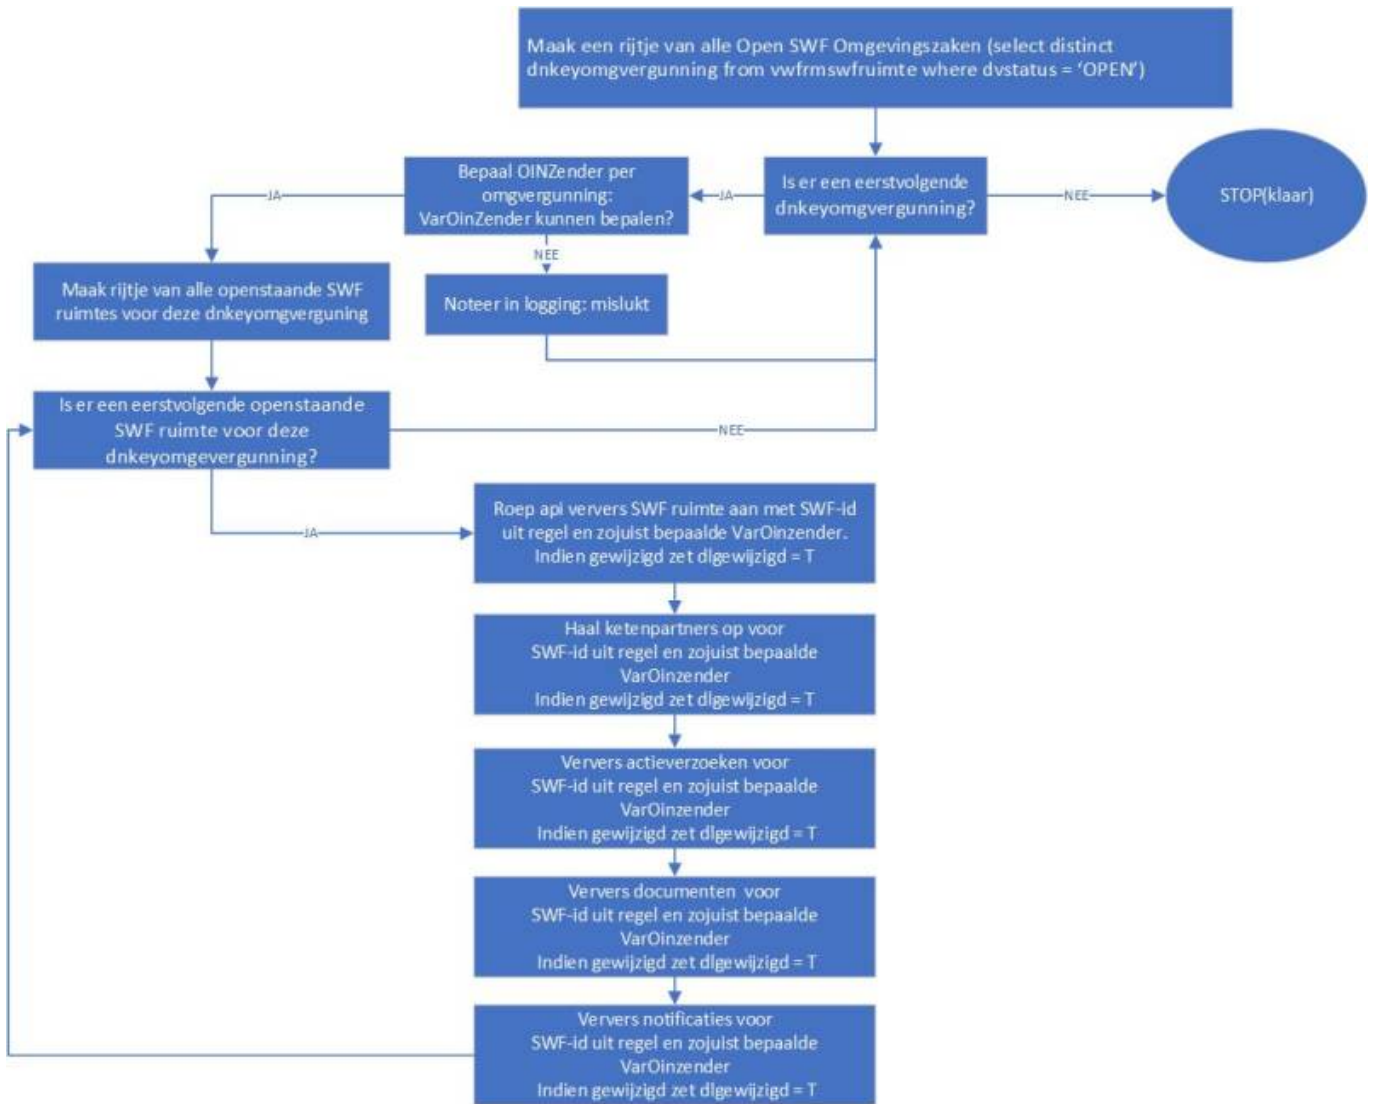 Maak een rijtje van alle Open SWF Omgevingszaken (select distinct
dnkeyomgvergunning from vwfrmswfruimte where dvstatus = ‘OPEN’)
Is er een eerstvolgende
dnkeyomgvergunning?
NEE
STOP(klaar)
JA
Bepaal OINZender per
omgvergunning:
VarOinZender kunnen bepalen?
JA
NEE
Noteer in logging: mislukt
Maak rijtje van alle openstaande SWF
ruimtes voor deze dnkeyomgverguning
Is er een eerstvolgende openstaande
SWF ruimte voor deze
dnkeyomgevergunning?
NEE
JA
Roep api ververs SWF ruimte aan met SWF-id
uit regel en zojuist bepaalde VarOinzender.
Indien gewijzigd zet dlgewijzigd = T
Haal ketenpartners op voor
SWF-id uit regel en zojuist bepaalde
VarOinzender
Indien gewijzigd zet dlgewijzigd = T
Ververs actieverzoeken voor
SWF-id uit regel en zojuist bepaalde
VarOinzender
Indien gewijzigd zet dlgewijzigd = T
Ververs documenten voor
SWF-id uit regel en zojuist bepaalde
VarOinzender
Indien gewijzigd zet dlgewijzigd = T
Ververs notificaties voor
SWF-id uit regel en zojuist bepaalde
VarOinzender
Indien gewijzigd zet dlgewijzigd = T